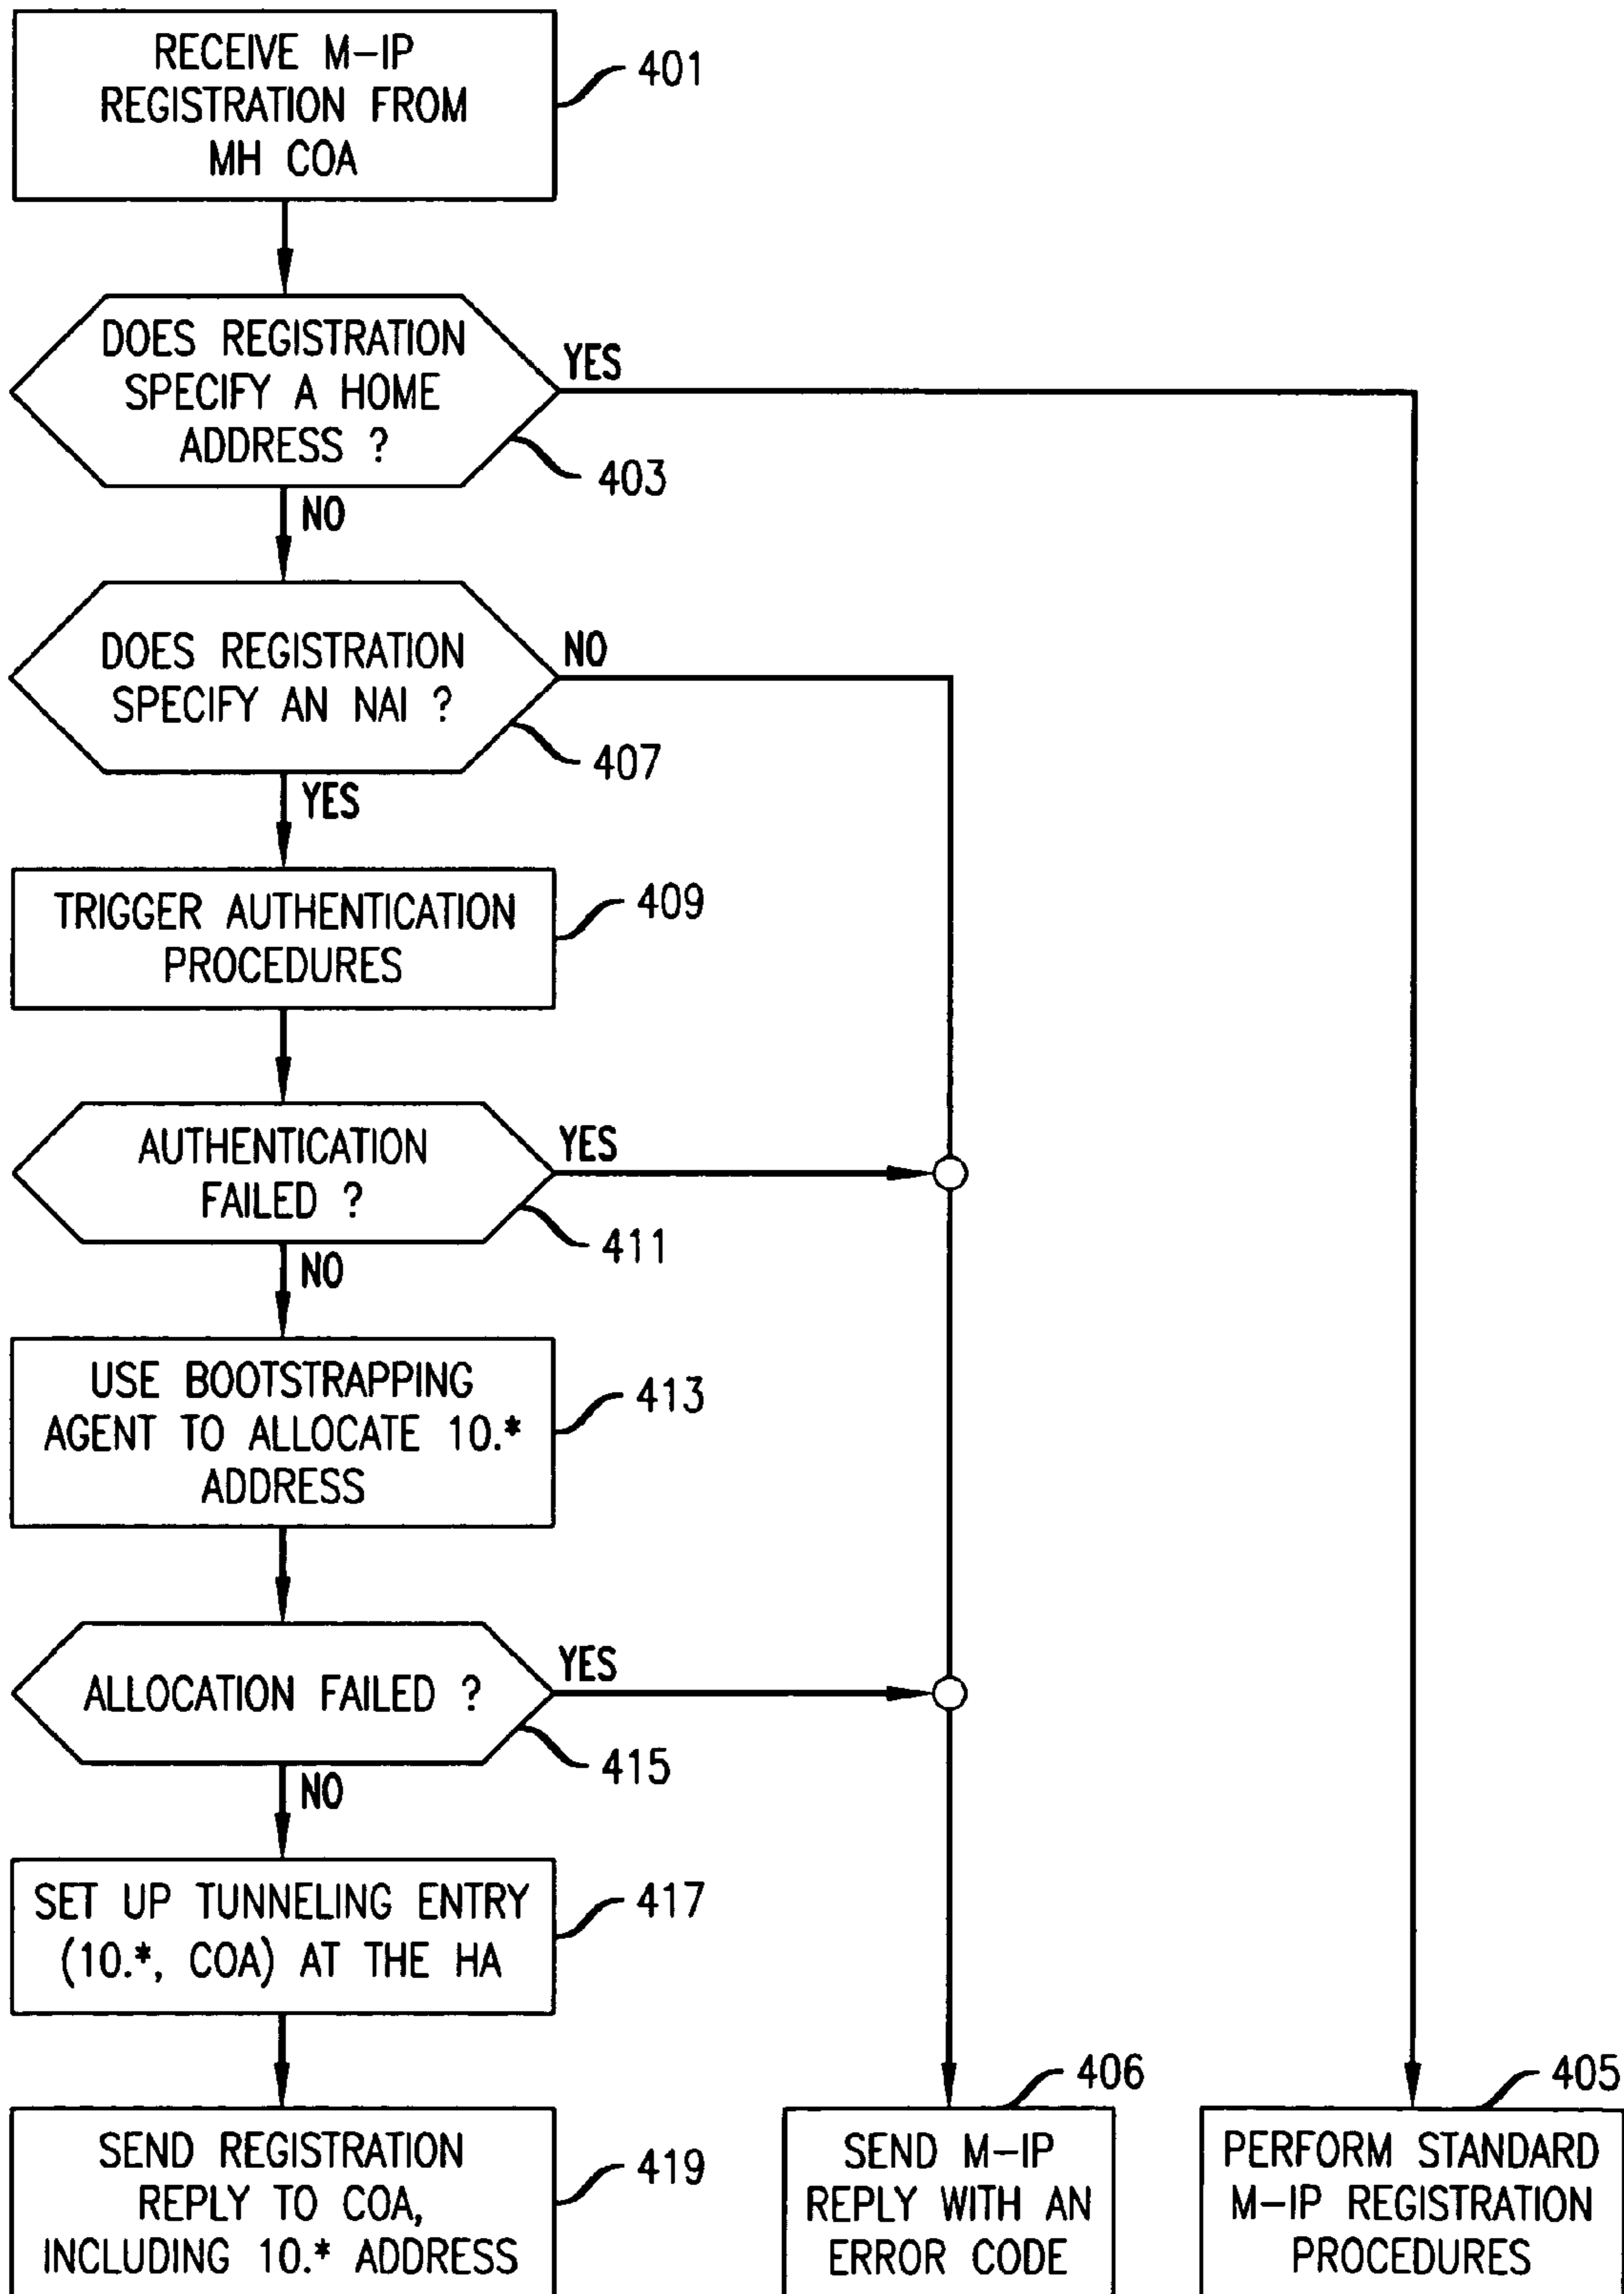 RECEIVE M-IP
REGISTRATION FROM
MH COA
401
DOES REGISTRATION
SPECIFY A HOME
ADDRESS ?
403
YES
NO
DOES REGISTRATION
SPECIFY AN NAI ?
407
NO
YES
TRIGGER AUTHENTICATION
PROCEDURES
409
AUTHENTICATION
FAILED ?
411
YES
NO
USE BOOTSTRAPPING
AGENT TO ALLOCATE 10.*
ADDRESS
413
ALLOCATION FAILED ?
415
YES
NO
SET UP TUNNELING ENTRY
(10.*, COA) AT THE HA
417
SEND REGISTRATION
REPLY TO COA,
INCLUDING 10.* ADDRESS
419
406
SEND M-IP
REPLY WITH AN
ERROR CODE
405
PERFORM STANDARD
M-IP REGISTRATION
PROCEDURES